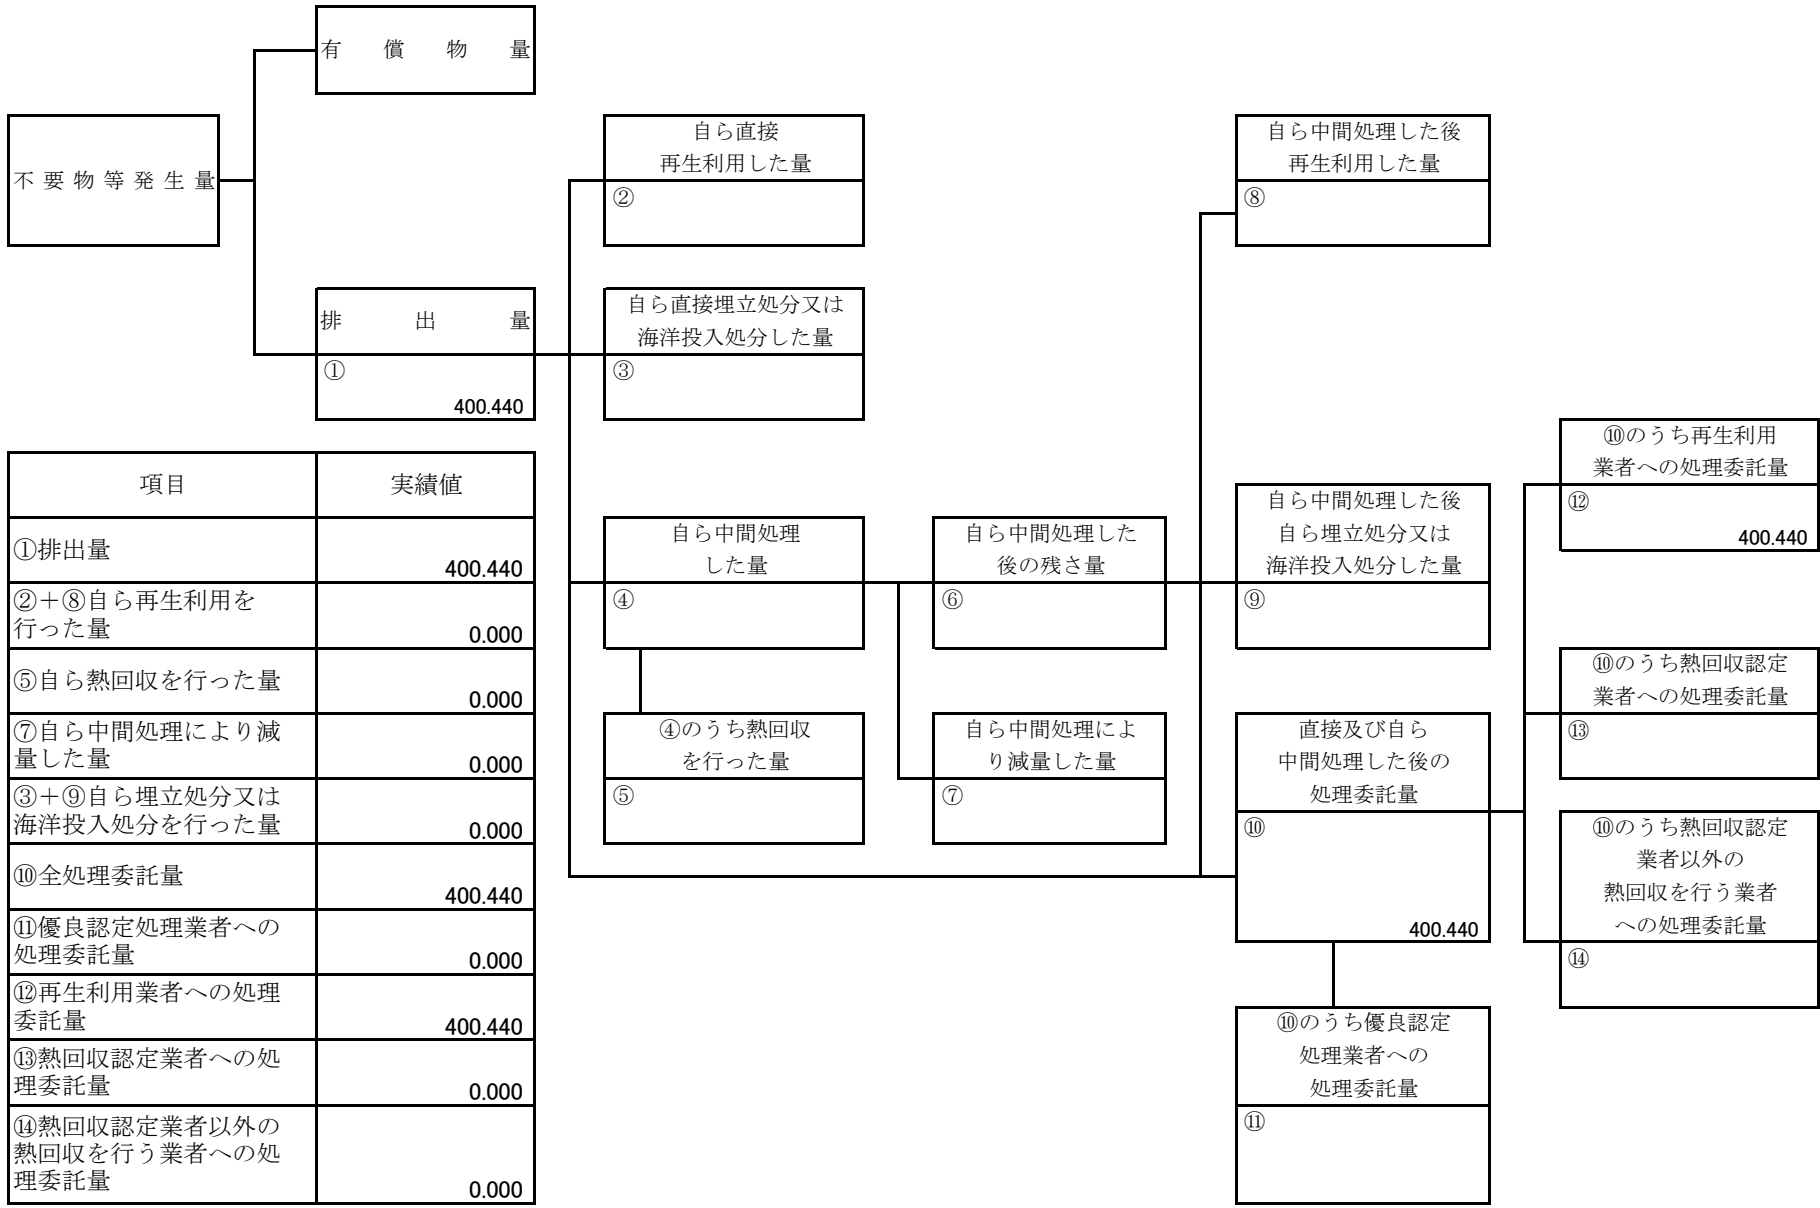 有償物量
不要物等発生量
排出量
①
400.440
自ら直接
再生利用した量
②
自ら直接埋立処分又は
海洋投入処分した量
③
自ら中間処理
した量
④
④のうち熱回収
を行った量
⑤
自ら中間処理した
後の残さ量
⑥
自ら中間処理によ
り減量した量
⑦
自ら中間処理した後
再生利用した量
⑧
自ら中間処理した後
自ら埋立処分又は
海洋投入処分した量
⑨
直接及び自ら
中間処理した後の
処理委託量
⑩
400.440
⑩のうち優良認定
処理業者への
処理委託量
⑪
⑩のうち再生利用
業者への処理委託量
⑫
400.440
⑩のうち熱回収認定
業者への処理委託量
⑬
⑩のうち熱回収認定
業者以外の
熱回収を行う業者
への処理委託量
⑭
項目 実績値
①排出量
400.440
②＋⑧自ら再生利用を
行った量
0.000
⑤自ら熱回収を行った量
0.000
⑦自ら中間処理により減
量した量
0.000
③＋⑨自ら埋立処分又は
海洋投入処分を行った量
0.000
⑩全処理委託量
400.440
⑪優良認定処理業者への
処理委託量
0.000
⑫再生利用業者への処理
委託量
400.440
⑬熱回収認定業者への処
理委託量
0.000
⑭熱回収認定業者以外の
熱回収を行う業者への処
理委託量
0.000